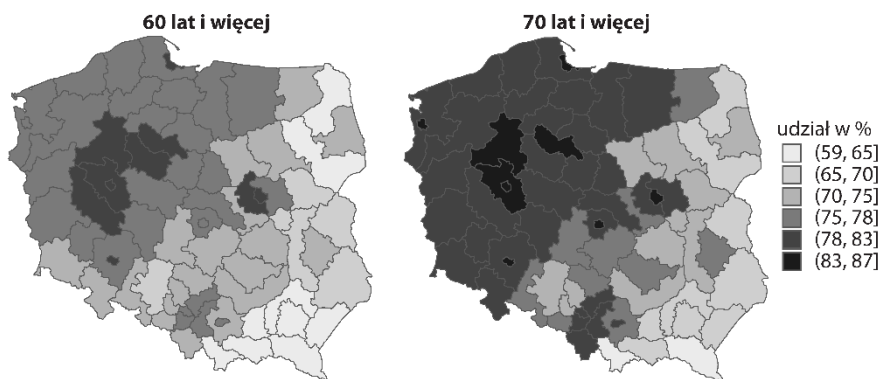 60 lat i więcej
70 lat i więcej
udział w %
(59, 65]
(65, 70]
(70, 75]
(75, 78]
(78, 83]
(83, 87]